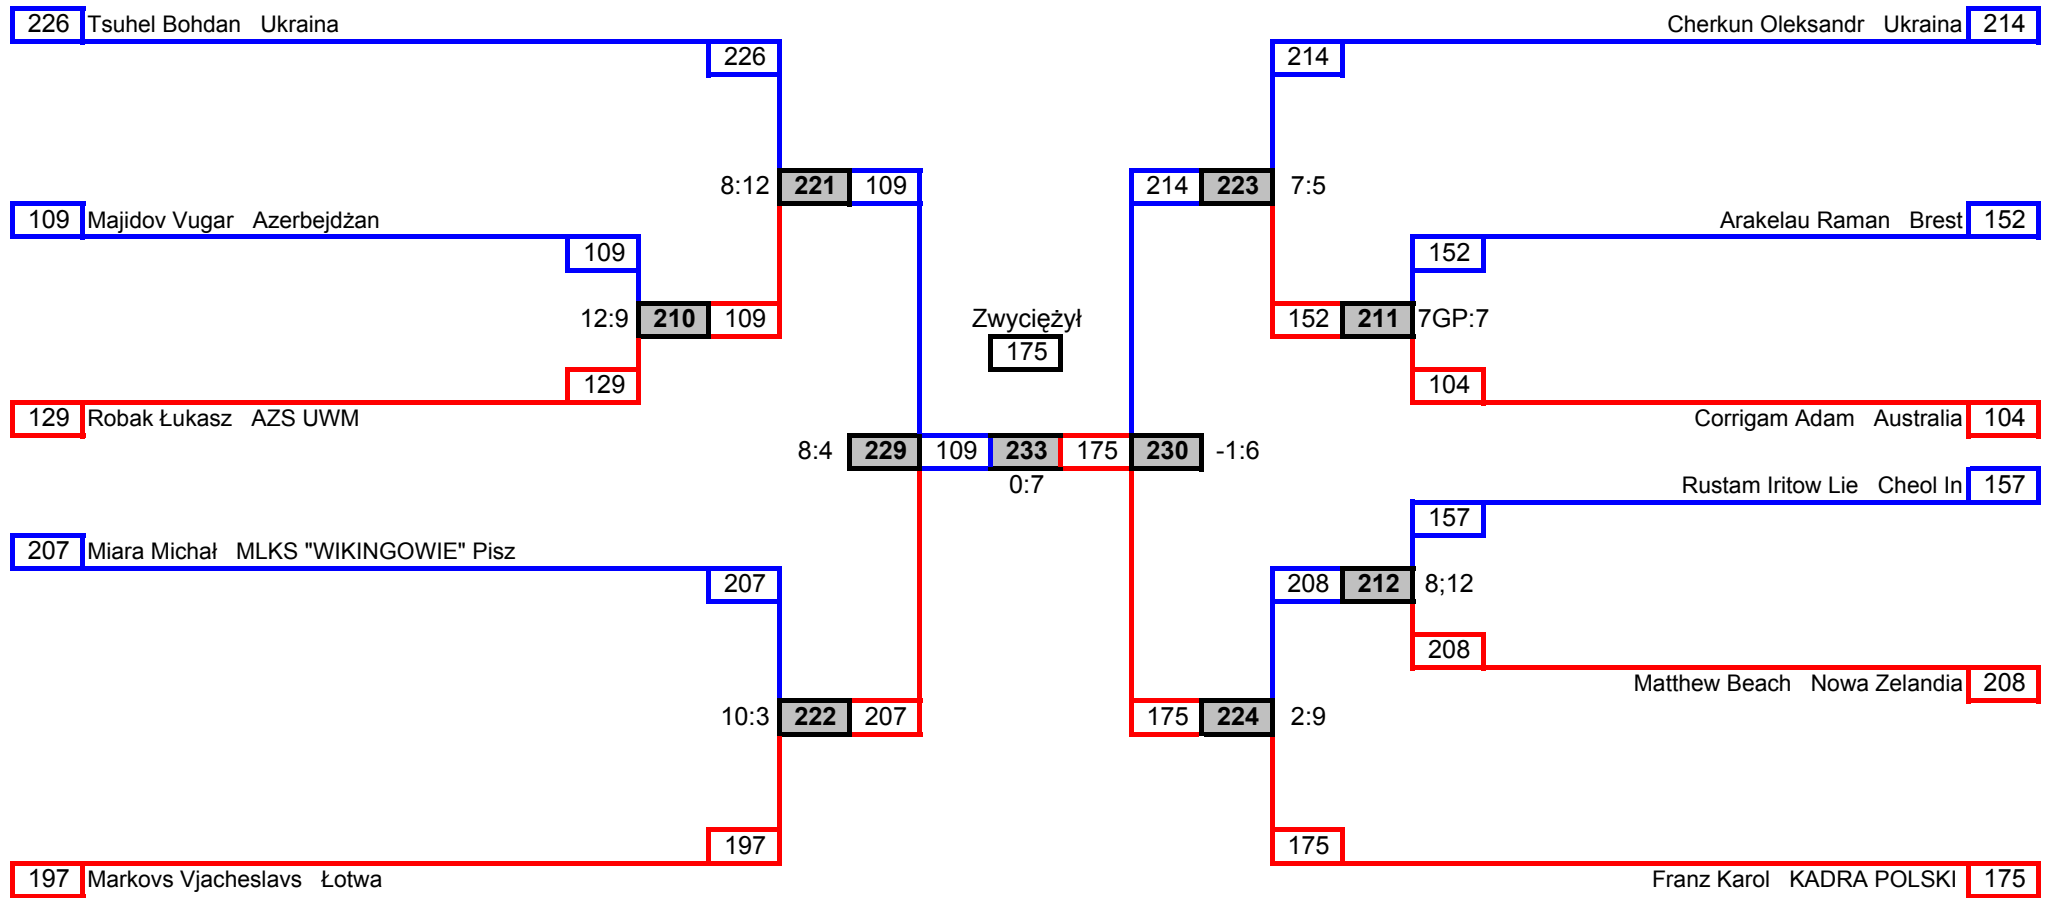 226 Tsuhel Bohdan Ukraina
Cherkun Oleksandr Ukraina 214
226
214
8:12 221 109
214 223 7:5
109 Majidov Vugar Azerbejdżan
Arakelau Raman Brest 152
109
152
12:9 210 109
Zwyciężył
152 211 7GP:7
175
129
104
129 Robak Łukasz AZS UWM
Corrigam Adam Australia 104
8:4 229 109 233 175 230 -1:6
0:7
Rustam Iritow Lie Cheol In 157
157
207 Miara Michał MLKS "WIKINGOWIE" Pisz
207
208 212 8;12
208
Matthew Beach Nowa Zelandia 208
10:3 222 207
175 224 2:9
197
175
197 Markovs Vjacheslavs Łotwa
Franz Karol KADRA POLSKI 175